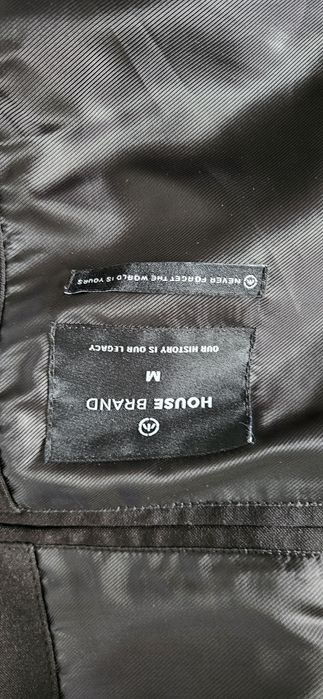 HOUSE BRAND
M
OUR HISTORY IS OUR LEGACY
NEVER FORGET THE WORLD IS YOURS